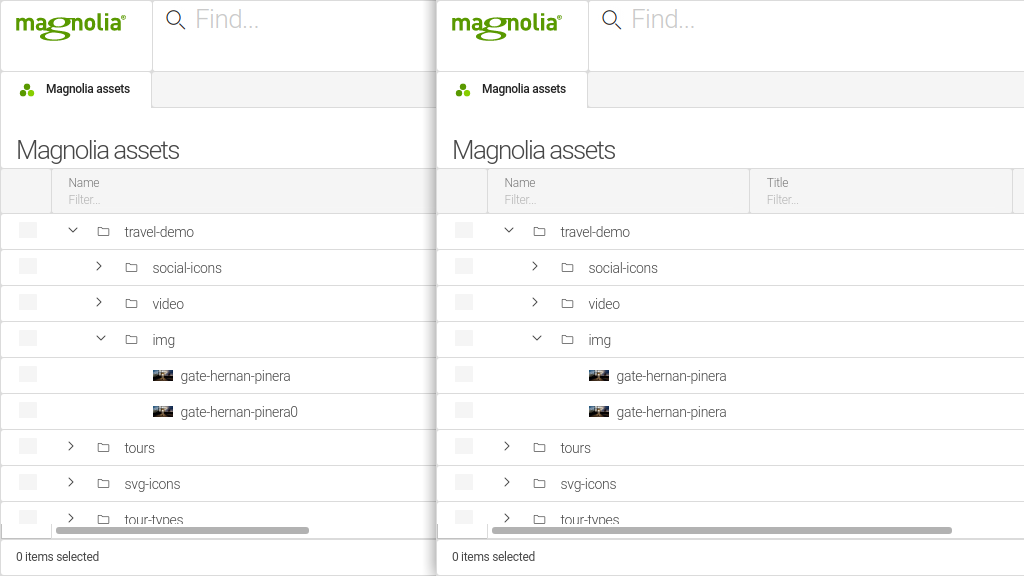 magnolia®
Find...
Magnolia assets
Magnolia assets
Name
Filter...
travel-demo
social-icons
video
img
gate-hernan-pinera
gate-hernan-pinera0
tours
svg-icons
tour-types
0 items selected
magnolia®
Find...
Magnolia assets
Magnolia assets
Name
Title
Filter...
Filter...
travel-demo
social-icons
video
img
gate-hernan-pinera
gate-hernan-pinera
tours
svg-icons
tour-types
0 items selected